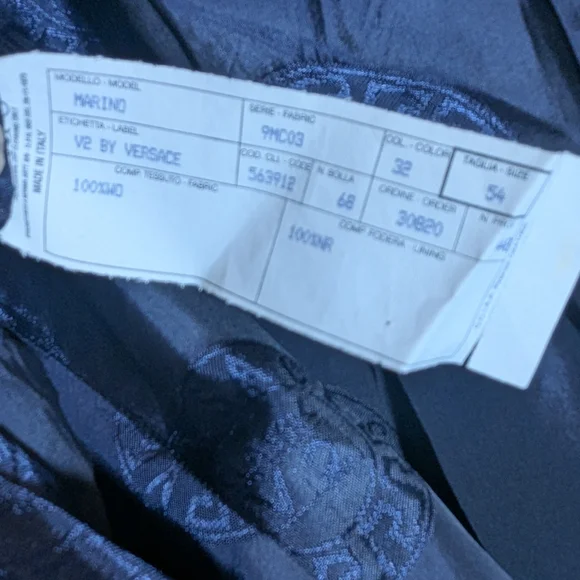 MADE IN ITALY
MODELLO - MODEL
MARINO
SERIE - FABRIC
9MC03
COL. - COLOR
32
TAGLIA - SIZE
54
ETICHETTA - LABEL
V2 BY VERSACE
COD. CLI - CODE
563912
N BOLLA
68
ORDINE - ORDER
30820
COMP. TESSUTO - FABRIC
100%WO
COMP FODERA - LINING
100%NR